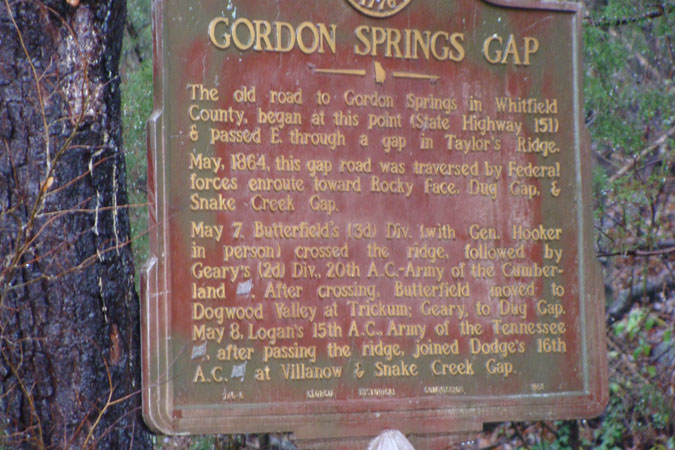 1776
GORDON SPRINGS GAP
The old road to Gordon Springs in Whitfield
County, began at this point (State Highway 151)
& passed E. through a gap in Taylor's Ridge.
May, 1864, this gap road was traversed by Federal
forces enroute toward Rocky Face, Dug Gap, &
Snake Creek Gap.
May 7, Butterfield's (3d) Div. (with Gen. Hooker
in person) crossed the ridge, followed by
Geary's (2d) Div., 20th A.C.-Army of the Cumber-
land . After crossing, Butterfield moved to
Dogwood Valley at Trickum; Geary, to Dug Gap.
May 8, Logan's 15th A.C., Army of the Tennessee
, after passing the ridge, joined Dodge's 16th
A.C. at Villanow & Snake Creek Gap.
GEORGIA HISTORICAL COMMISSION